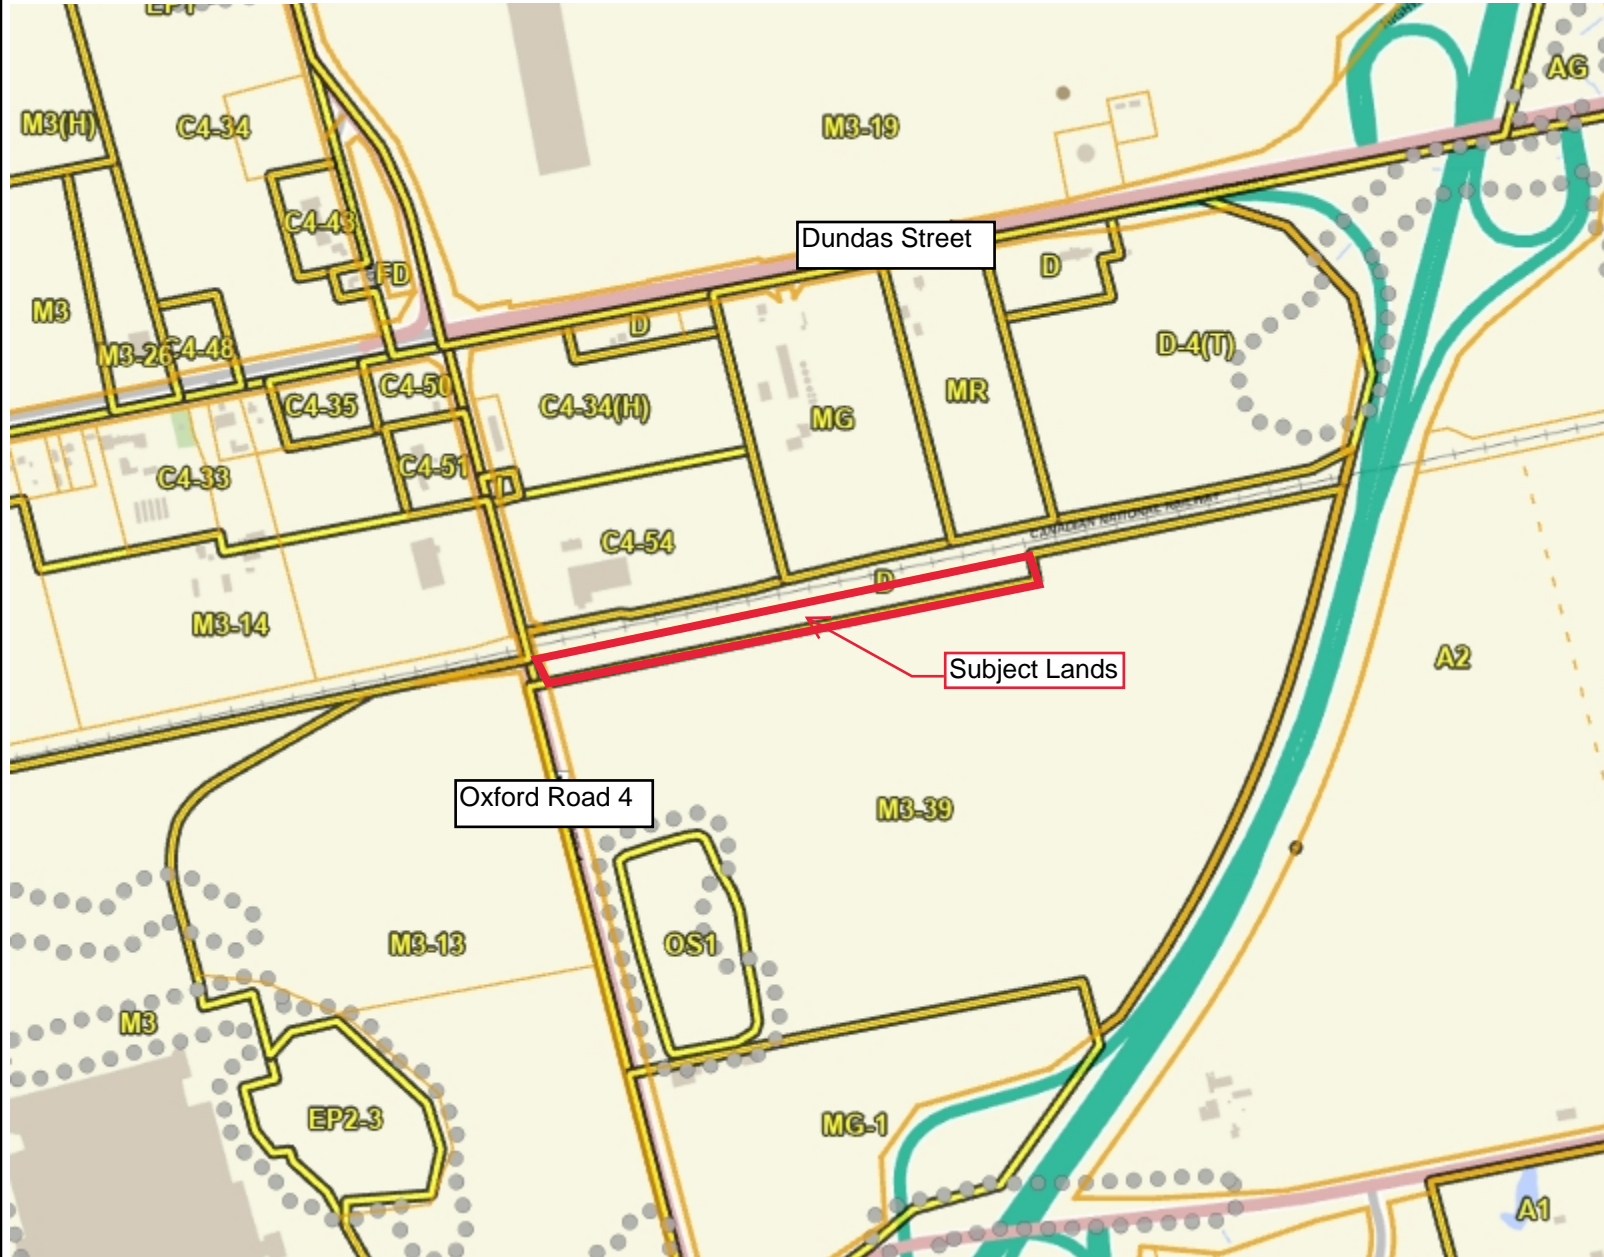 EP1
AG
M3(H)
C4-34
M3-19
C4-43
Dundas Street
FD
D
M3
D
D-4(T)
M3-26
C4-48
C4-50
MR
C4-35
C4-34(H)
MG
C4-51
C4-33
I
CANADIAN NATIONAL RAILWAY
C4-54
D
M3-14
A2
Subject Lands
Oxford Road 4
M3-39
M3-13
OS1
M3
EP2-3
MG-1
A1